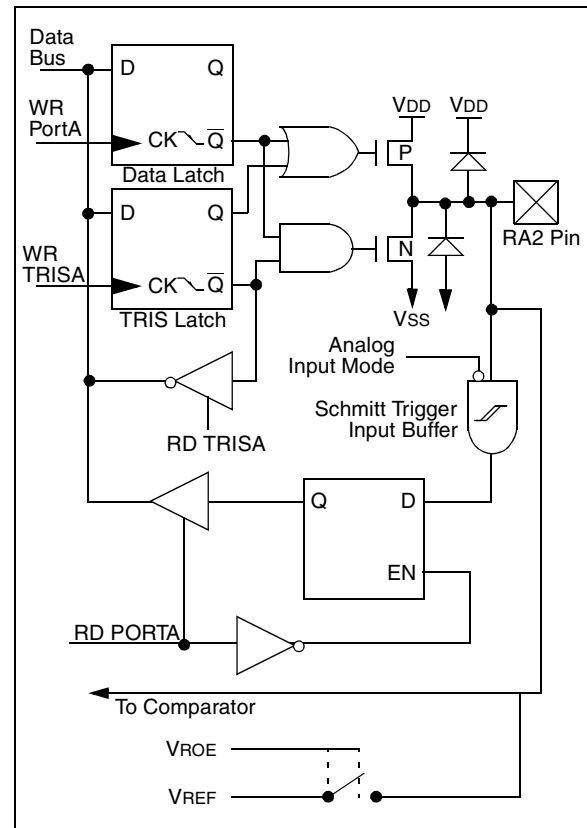 Data
Bus
D
Q
WR
PortA
CK
Q
Data Latch
D
Q
WR
TRISA
CK
Q
TRIS Latch
VDD
VDD
P
N
VSS
RA2 Pin
Analog
Input Mode
Schmitt Trigger
Input Buffer
RD TRISA
Q
D
EN
RD PORTA
To Comparator
VROE
VREF